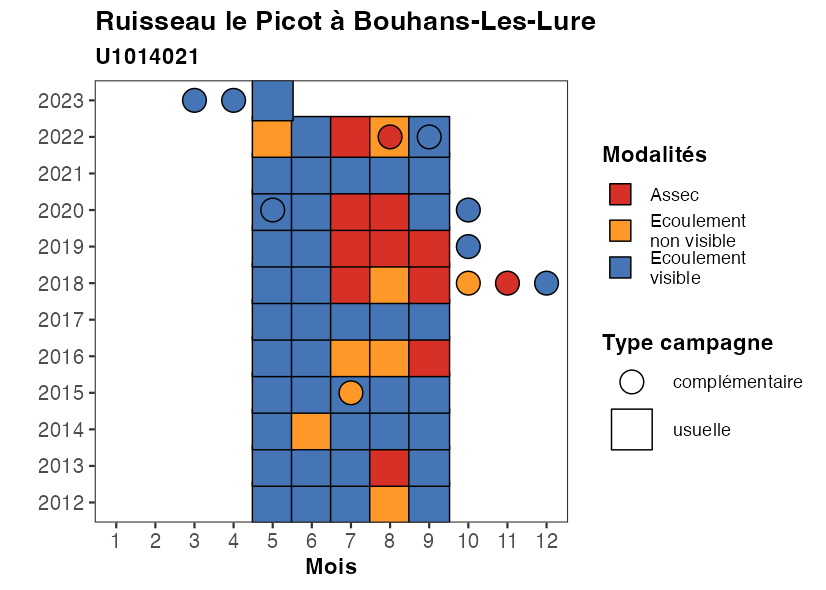 Ruisseau le Picot à Bouhans-Les-Lure
U1014021
2023
2022
2021
2020
2019
2018
2017
2016
2015
2014
2013
2012
1 2 3 4 5 6 7 8 9 10 11 12
Mois
Modalités
Assec
Ecoulement
non visible
Ecoulement
visible
Type campagne
complémentaire
usuelle